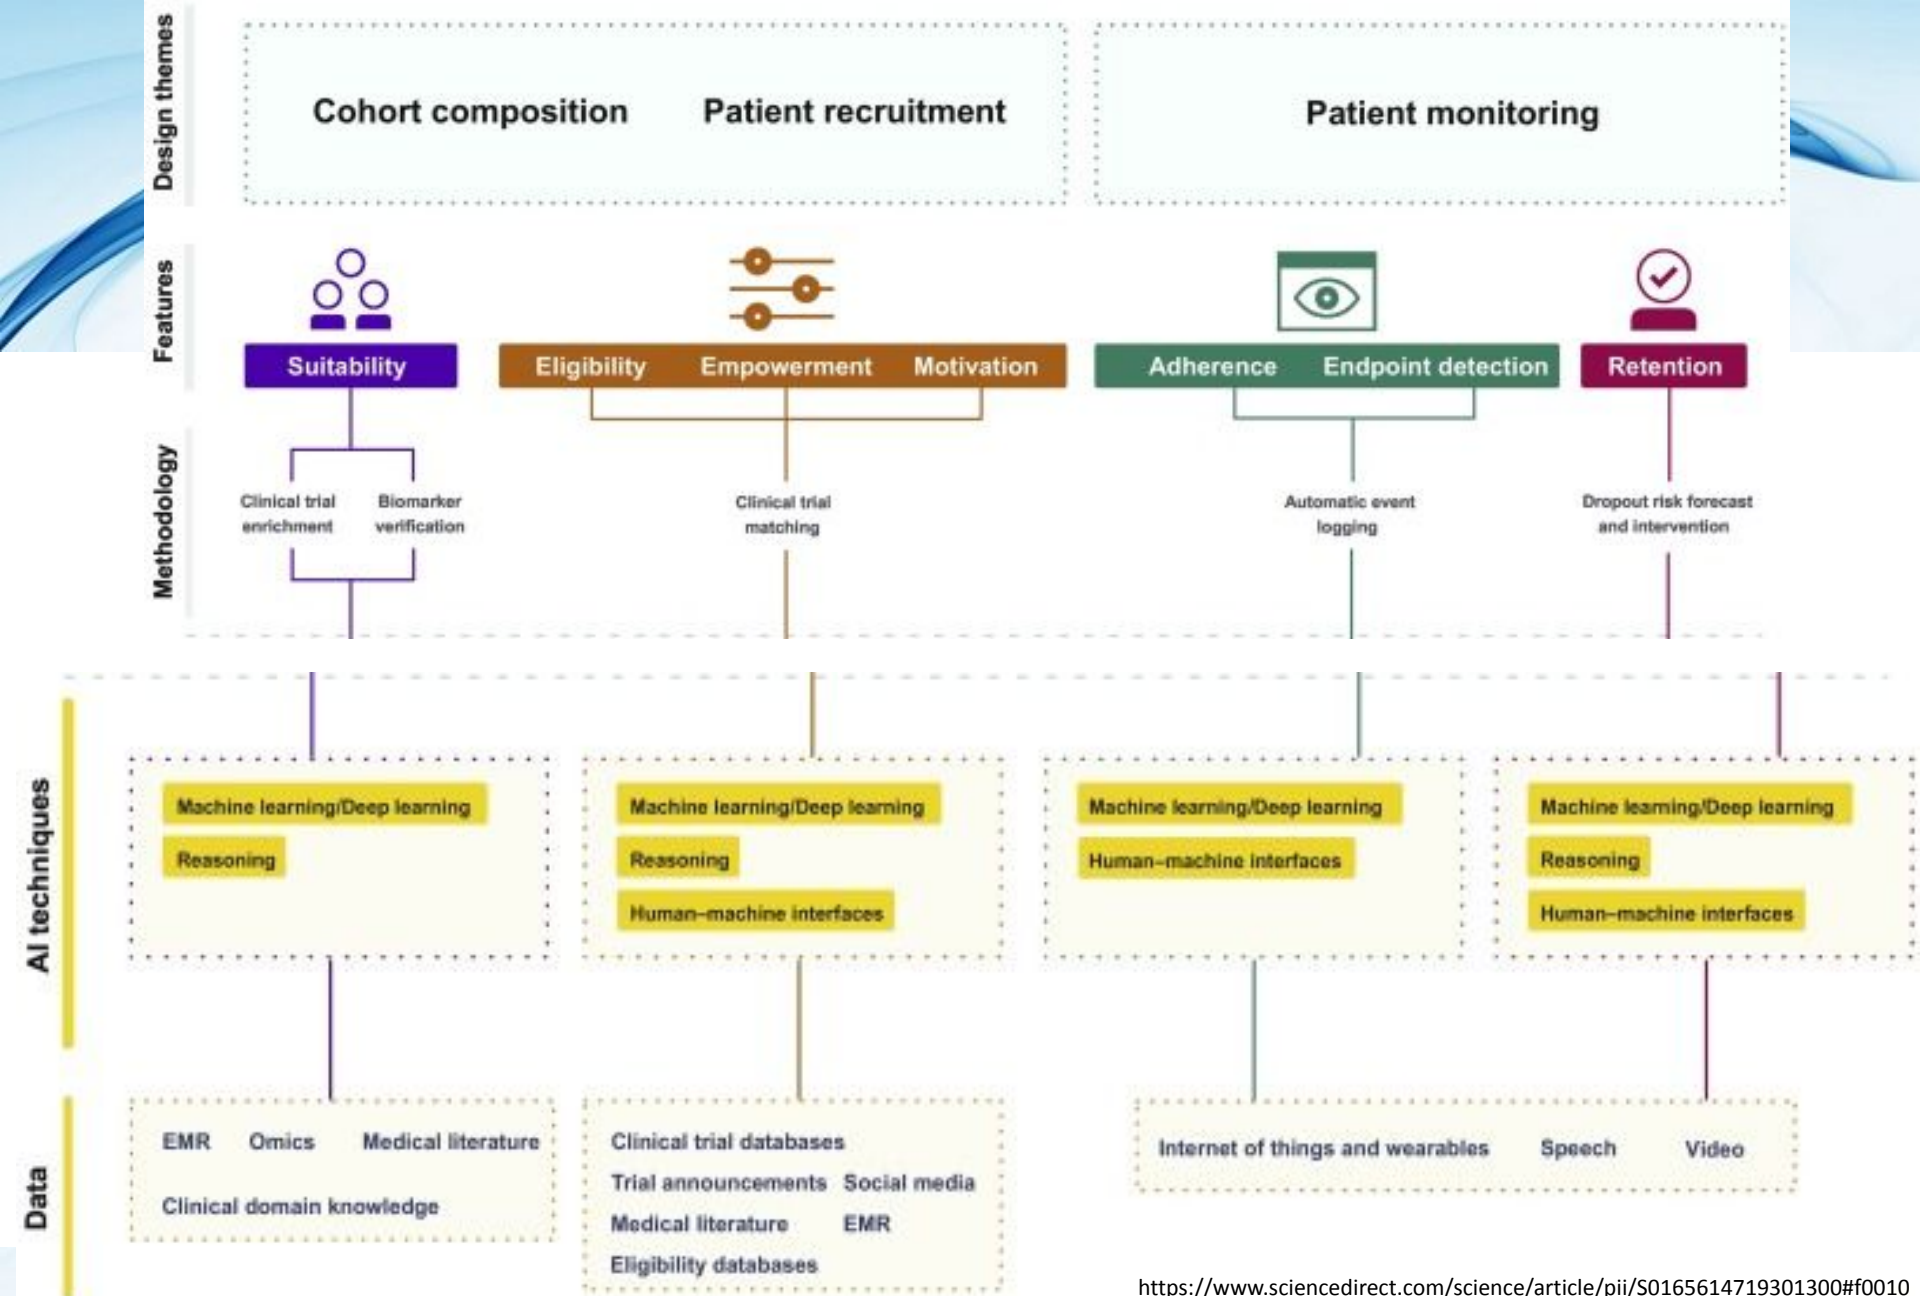 Design themes
Cohort composition Patient recruitment Patient monitoring
Features
Suitability Eligibility Empowerment Motivation Adherence Endpoint detection Retention
Methodology
Clinical trial
enrichment
Biomarker
verification
Clinical trial
matching
Automatic event
logging
Dropout risk forecast
and intervention
AI techniques
Machine learning/Deep learning
Reasoning
Machine learning/Deep learning
Reasoning
Human–machine interfaces
Machine learning/Deep learning
Human–machine interfaces
Machine learning/Deep learning
Reasoning
Human–machine interfaces
Data
EMR Omics Medical literature
Clinical domain knowledge
Clinical trial databases
Trial announcements Social media
Medical literature EMR
Eligibility databases
Internet of things and wearables Speech Video
https://www.sciencedirect.com/science/article/pii/S0165614719301300#f0010